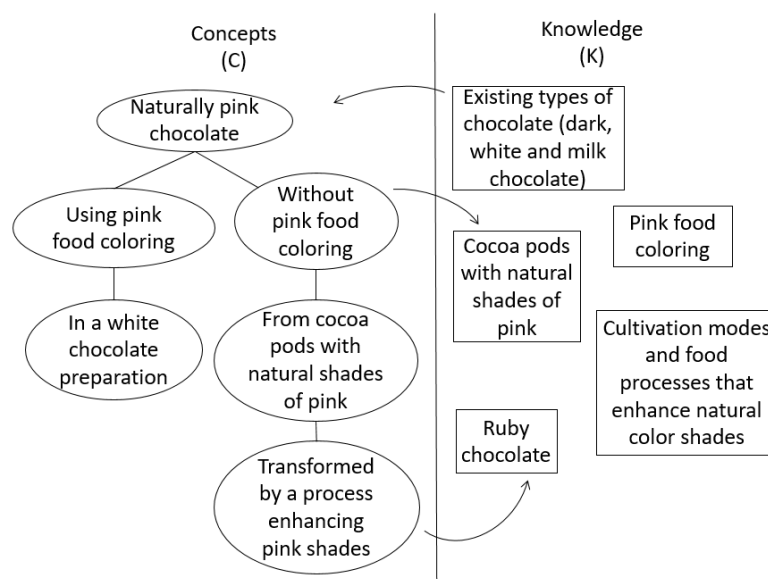 Concepts
(C)
Naturally pink
chocolate
Using pink
food coloring
Without
pink food
coloring
In a white
chocolate
preparation
From cocoa
pods with
natural shades
of pink
Transformed
by a process
enhancing
pink shades
Knowledge
(K)
Existing types of
chocolate (dark,
white and milk
chocolate)
Pink food
coloring
Cocoa pods
with natural
shades of
pink
Cultivation modes
and food
processes that
enhance natural
color shades
Ruby
chocolate